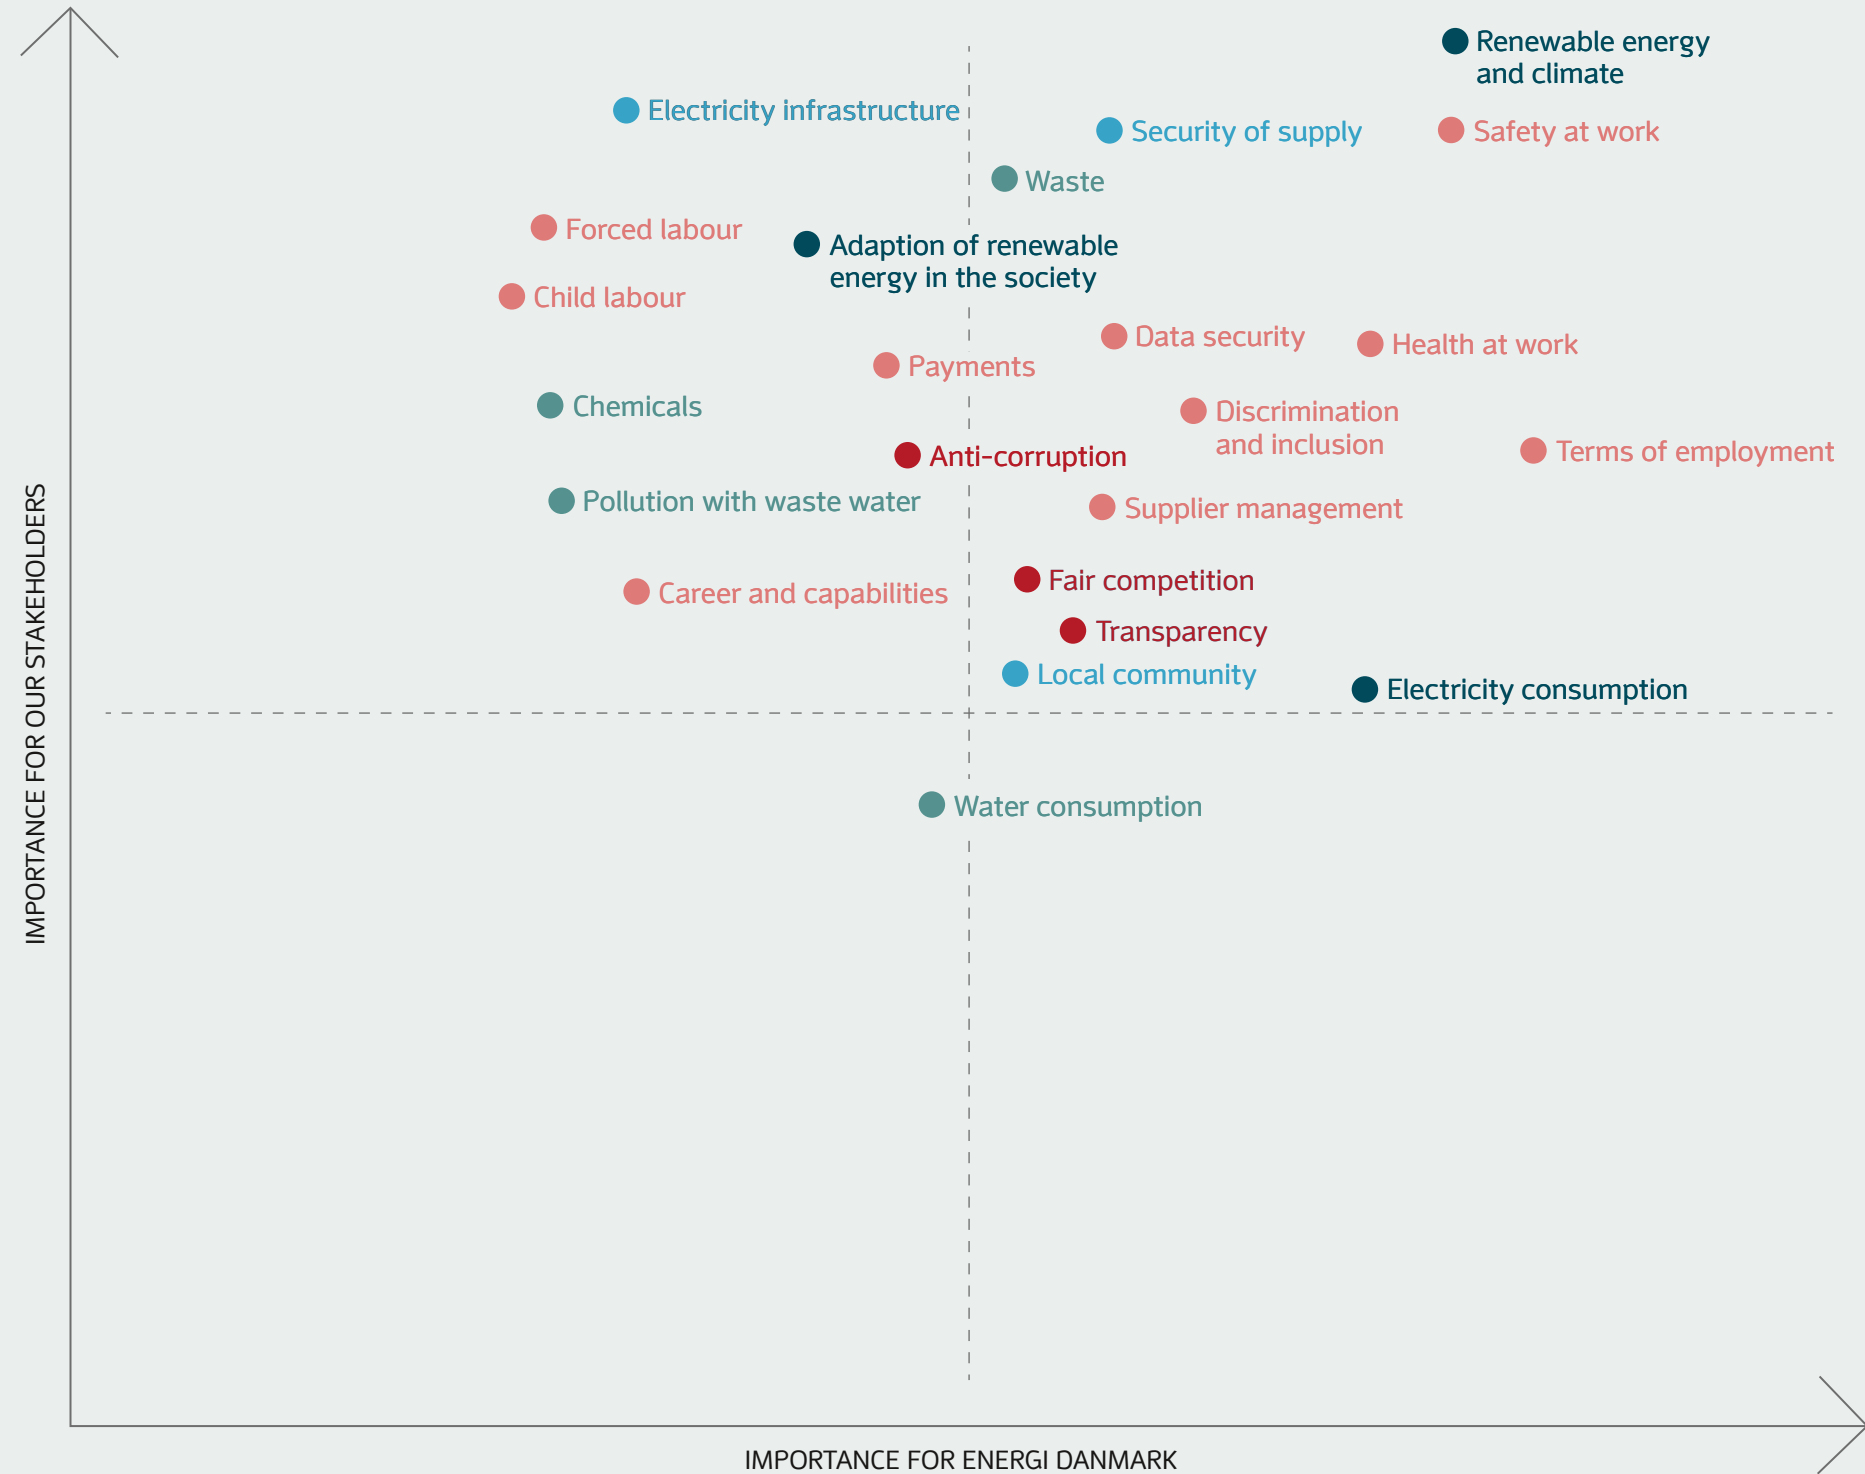 Renewable energy
and climate
Electricity infrastructure
Security of supply
Safety at work
Waste
Forced labour
Adaption of renewable
energy in the society
Child labour
Data security
Health at work
Payments
Chemicals
Discrimination
and inclusion
Terms of employment
Anti-corruption
Pollution with waste water
Supplier management
Fair competition
Career and capabilities
Transparency
Local community
Electricity consumption
Water consumption
IMPORTANCE FOR OUR STAKEHOLDERS
IMPORTANCE FOR ENERGI DANMARK